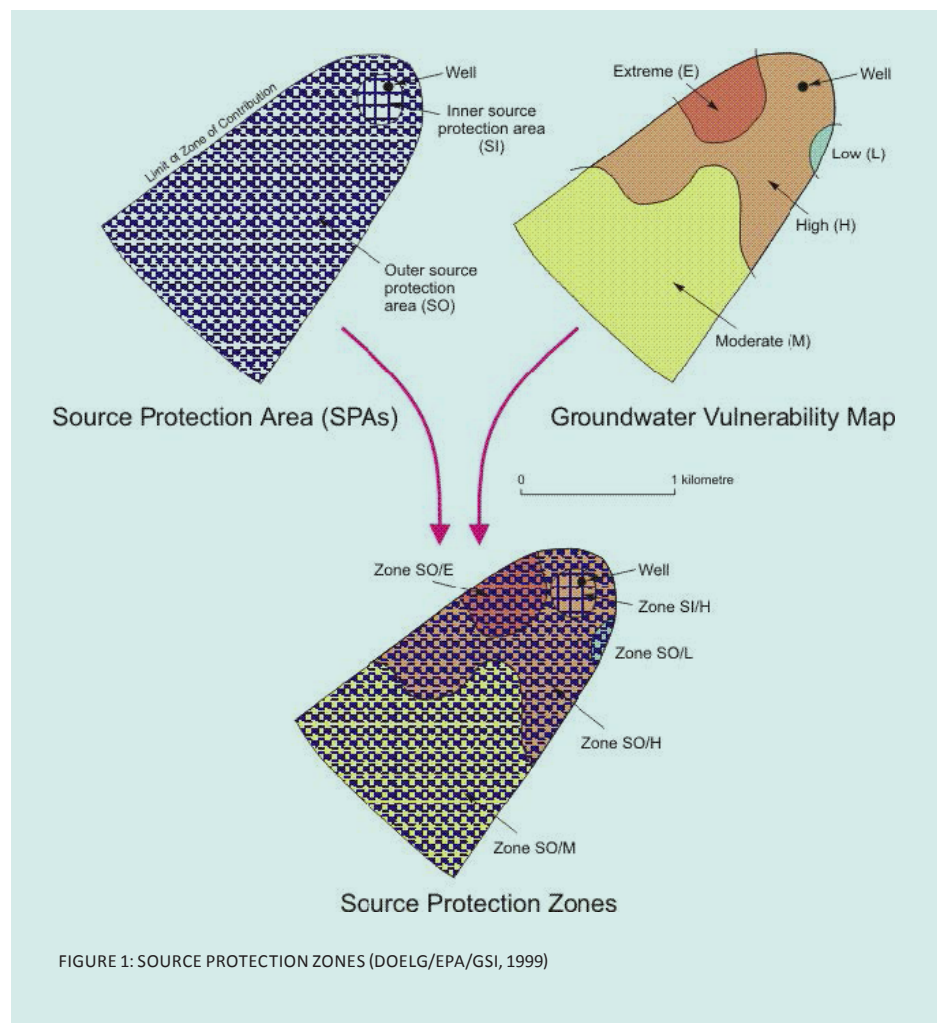 Well
Inner source
protection area
(SI)
Limit of Zone of Contribution
Outer source
protection
area (SO)
Source Protection Area (SPAs)
Extreme (E)
Well
Low (L)
High (H)
Moderate (M)
Groundwater Vulnerability Map
0 1 kilometre
Zone SO/E
Well
Zone SI/H
Zone SO/L
Zone SO/H
Zone SO/M
Source Protection Zones
FIGURE 1: SOURCE PROTECTION ZONES (DOELG/EPA/GSI, 1999)